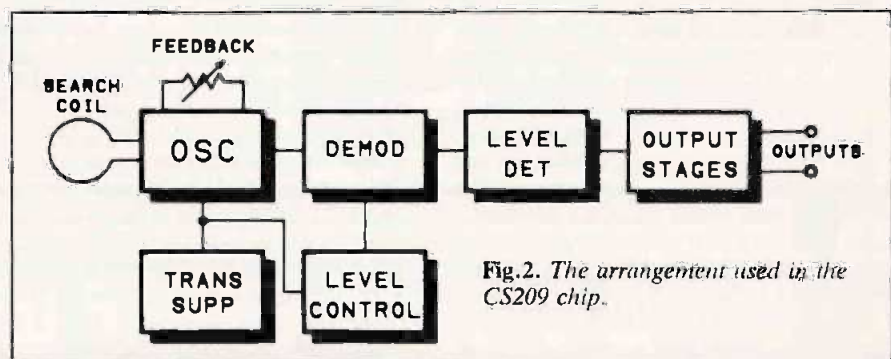 FEEDBACK
SEARCH
COIL
OSC
DEMOD
LEVEL
DET
OUTPUT
STAGES
OUTPUTS
TRANS
SUPP
LEVEL
CONTROL
Fig.2. The arrangement used in the
CS209 chip.